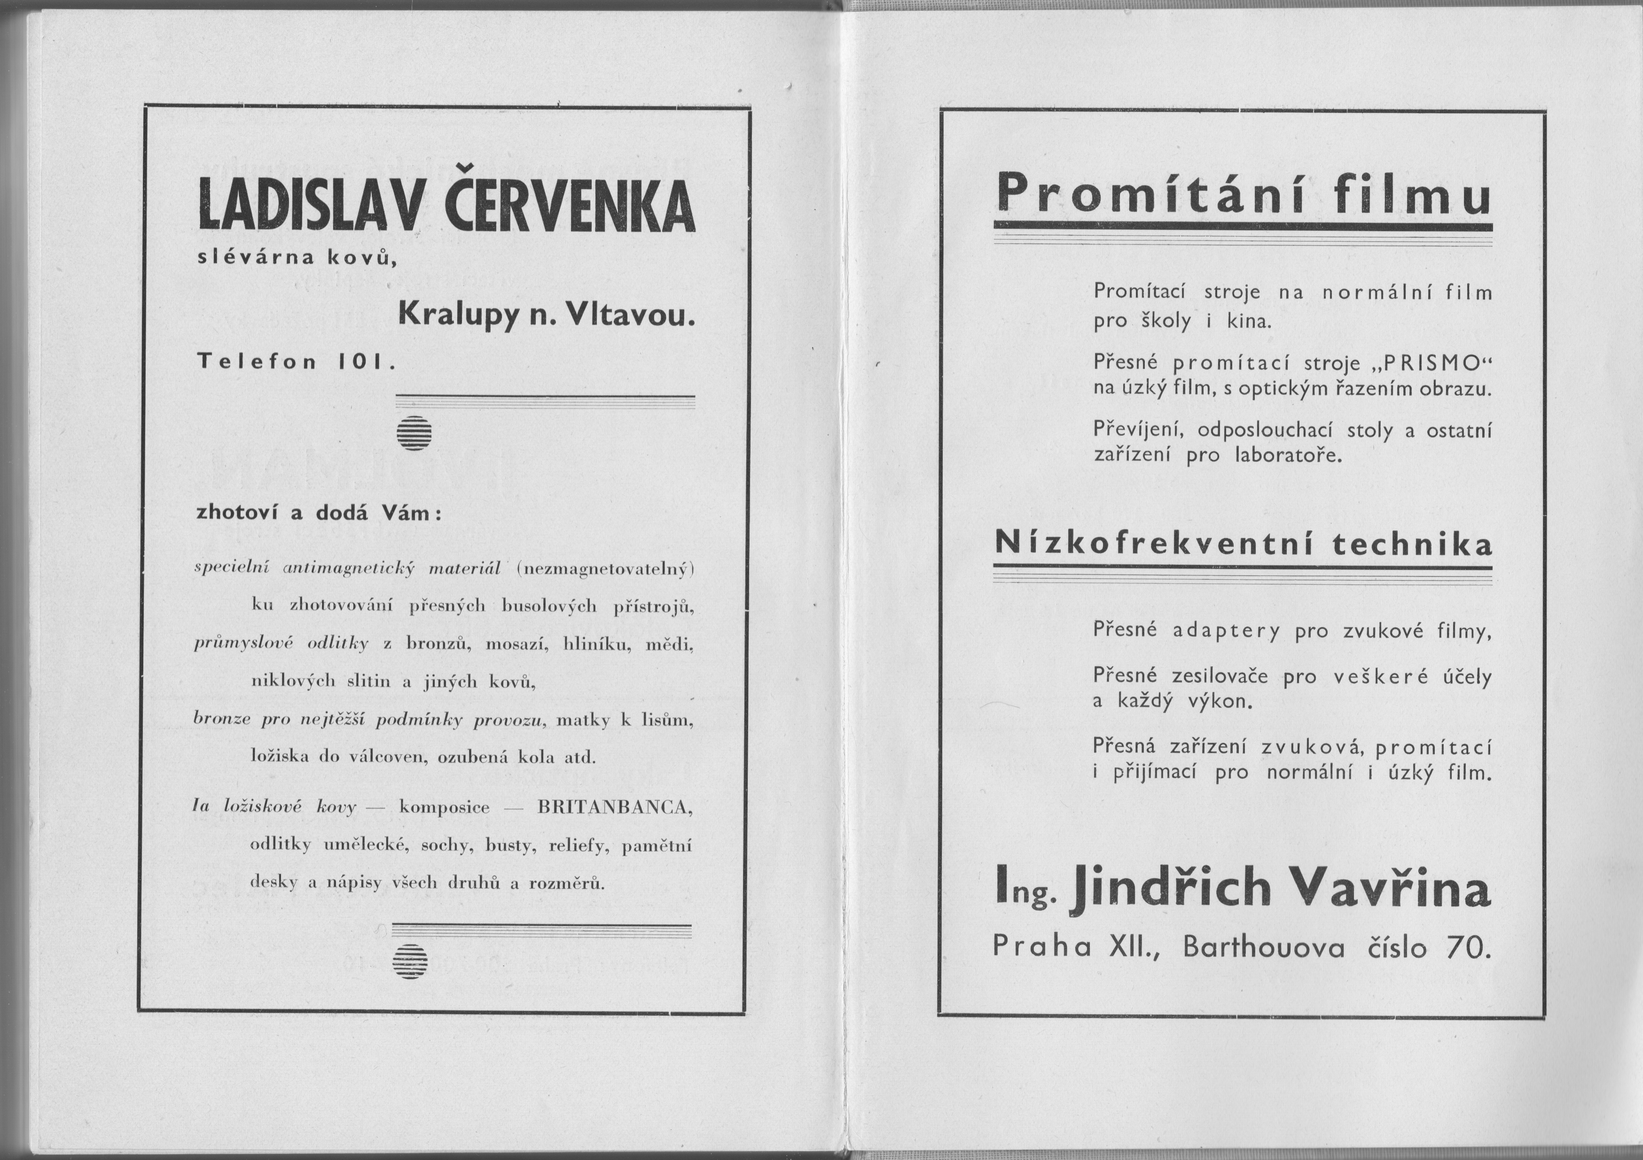 LADISLAV ČERVENKA
slévárna kovů,
Kralupy n. Vltavou.
Telefon 101.
zhotoví a dodá Vám:
specielní antimagnetický materiál (nezmagnetovatelný)
ku zhotovování přesných busolových přístrojů,
průmyslové odlitky z bronzů, mosazí, hliníku, mědi,
niklových slitin a jiných kovů,
bronze pro nejtěžší podmínky provozu, matky k lisům,
ložiska do válcoven, ozubená kola atd.
Ia ložiskové kovy — komposice — BRITANBANCA,
odlitky umělecké, sochy, busty, reliefy, pamětní
desky a nápisy všech druhů a rozměrů.
Promítání filmu
Promítací stroje na normální film
pro školy i kina.
Přesné promítací stroje „PRISMO“
na úzký film, s optickým řazením obrazu.
Převíjení, odposlouchací stoly a ostatní
zařízení pro laboratoře.
Nízkofrekventní technika
Přesné adaptery pro zvukové filmy,
Přesné zesilovače pro veškeré účely
a každý výkon.
Přesná zařízení zvuková, promítací
i přijímací pro normální i úzký film.
Ing. Jindřich Vavřina
Praha XII., Barthouova číslo 70.